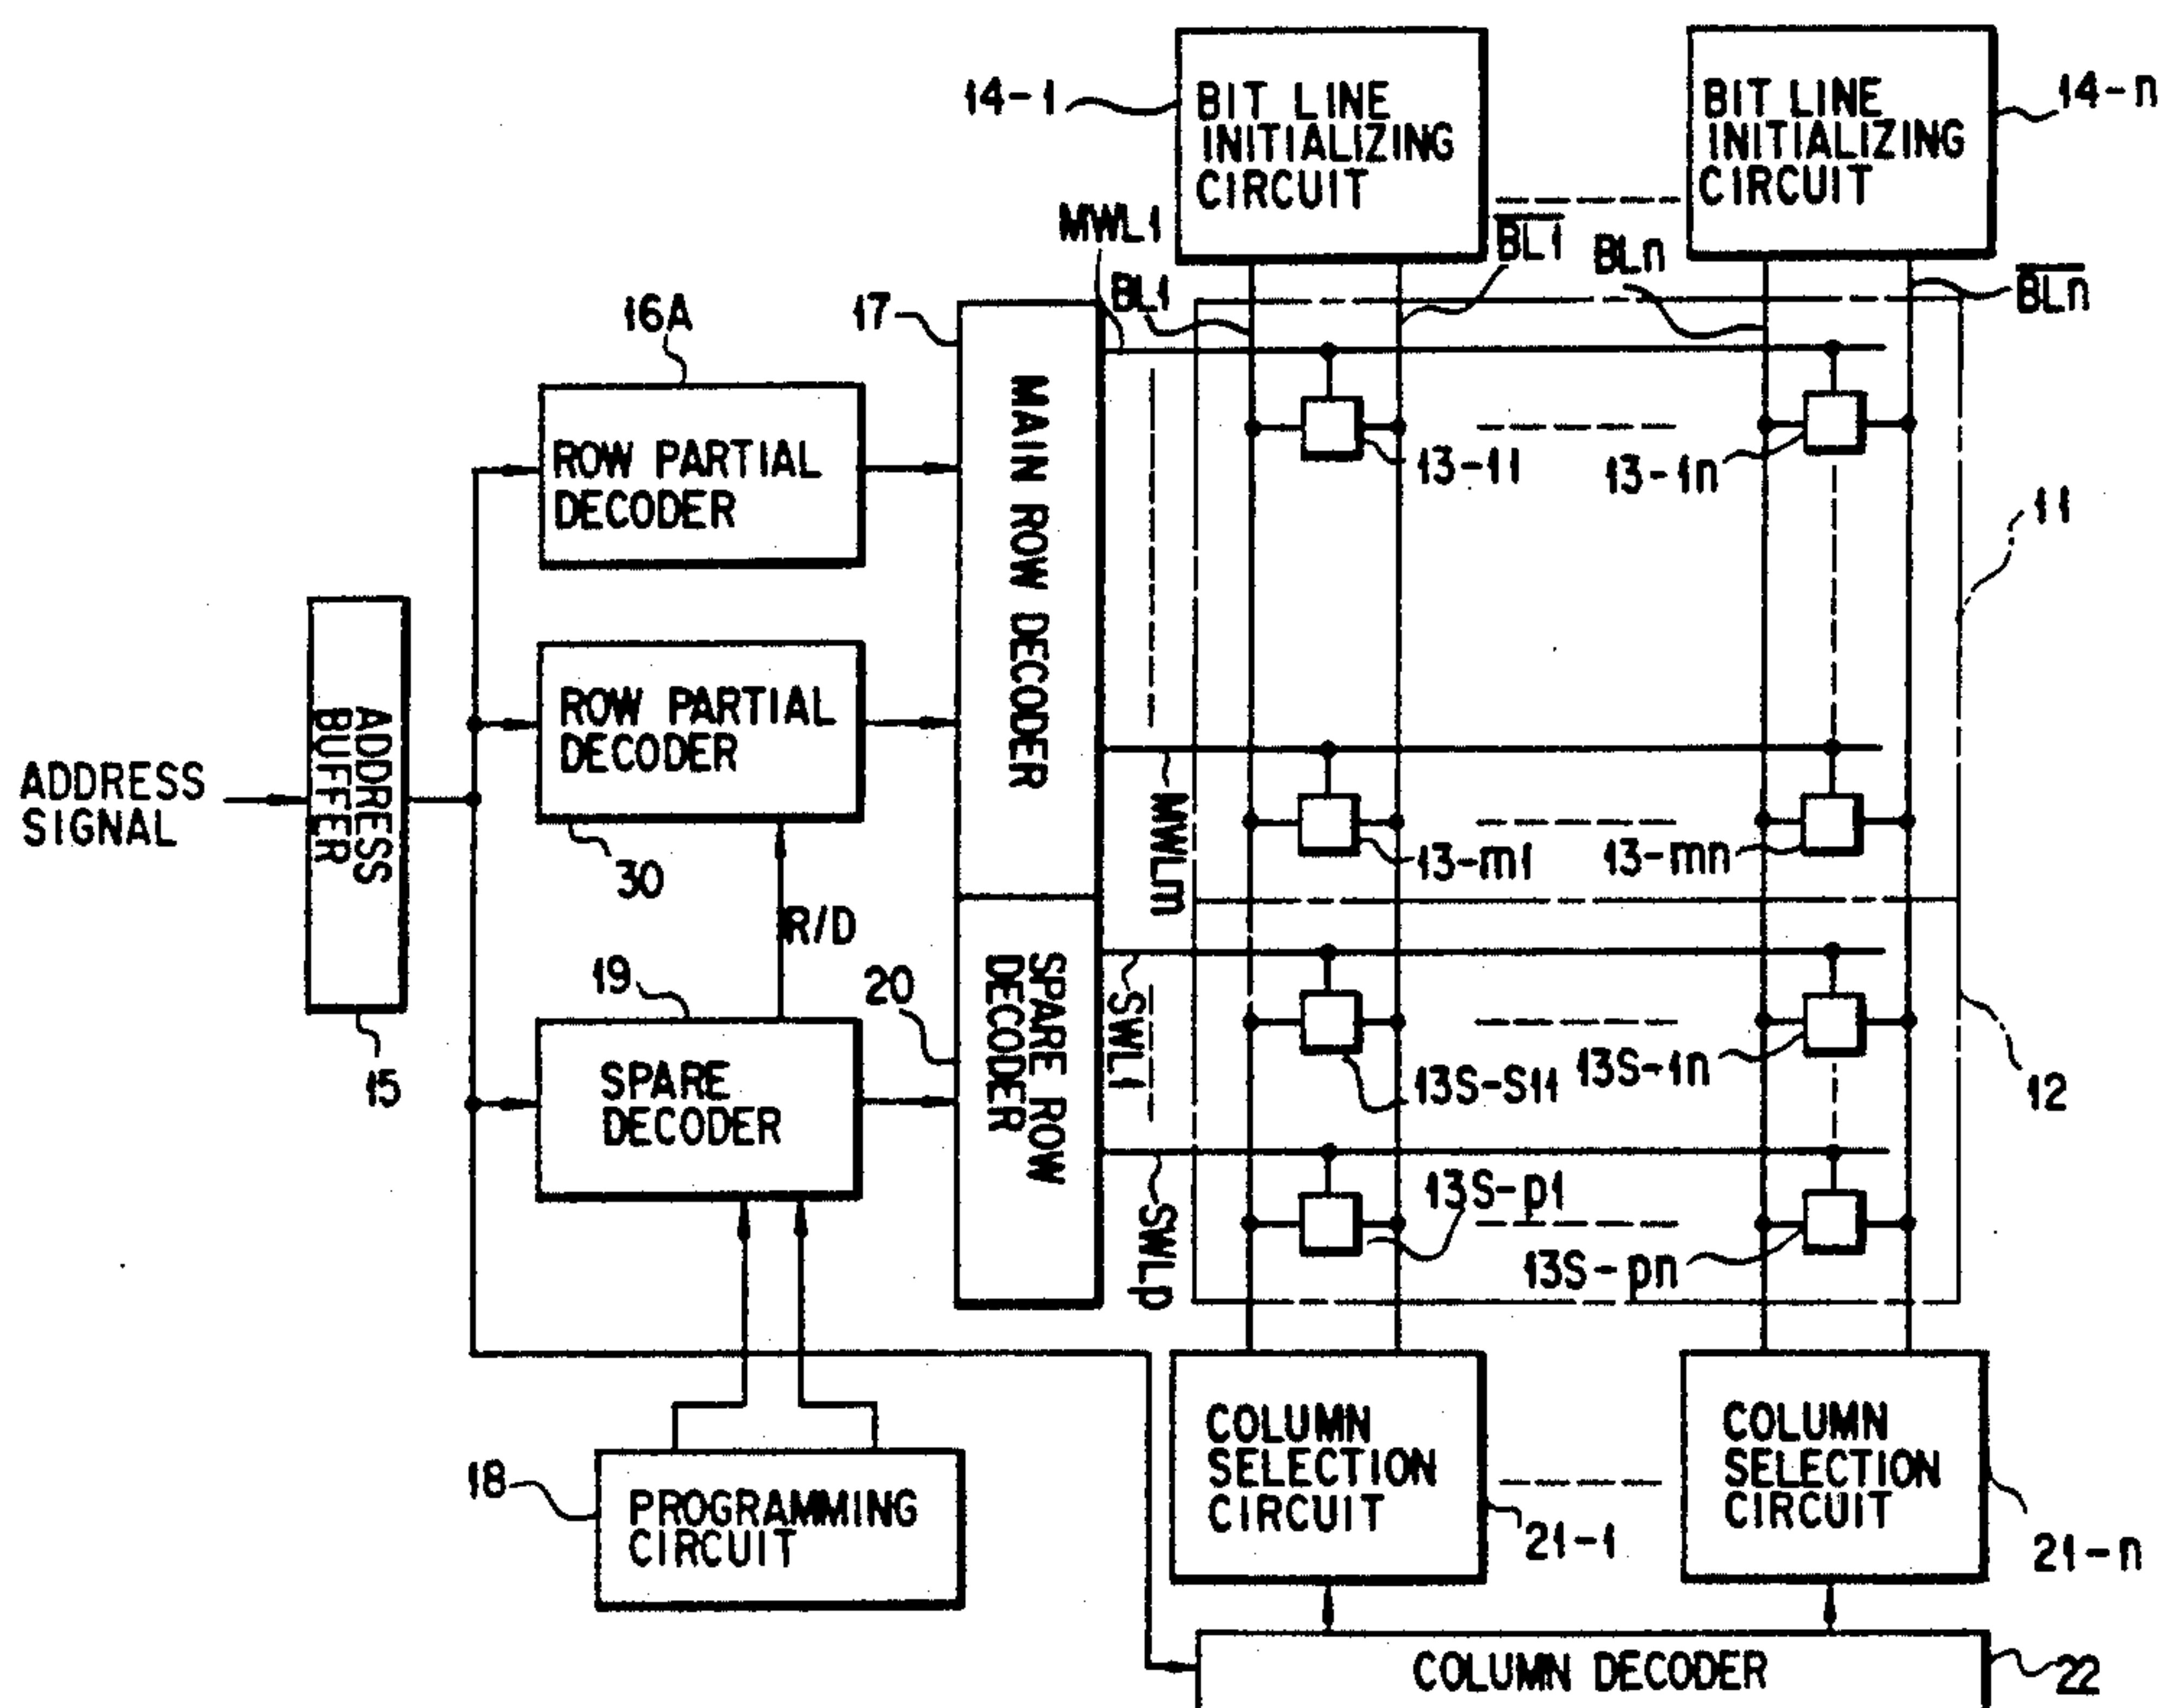 14-1
BIT LINE
INITIALIZING
CIRCUIT
BIT LINE
INITIALIZING
CIRCUIT
14-n
MWL1
BL1
B̅L̅1̅
BLn
B̅L̅n̅
16A
17
ROW PARTIAL
DECODER
MAIN ROW DECODER
13-11
13-1n
11
ADDRESS
SIGNAL
ADDRESS
BUFFER
15
ROW PARTIAL
DECODER
30
R/D
MWLm
13-m1
13-mn
19
20
SPARE
DECODER
SPARE ROW
DECODER
SWL1
13S-S11
13S-1n
12
SWLp
13S-p1
13S-pn
18
PROGRAMMING
CIRCUIT
COLUMN
SELECTION
CIRCUIT
21-1
COLUMN
SELECTION
CIRCUIT
21-n
COLUMN DECODER
22